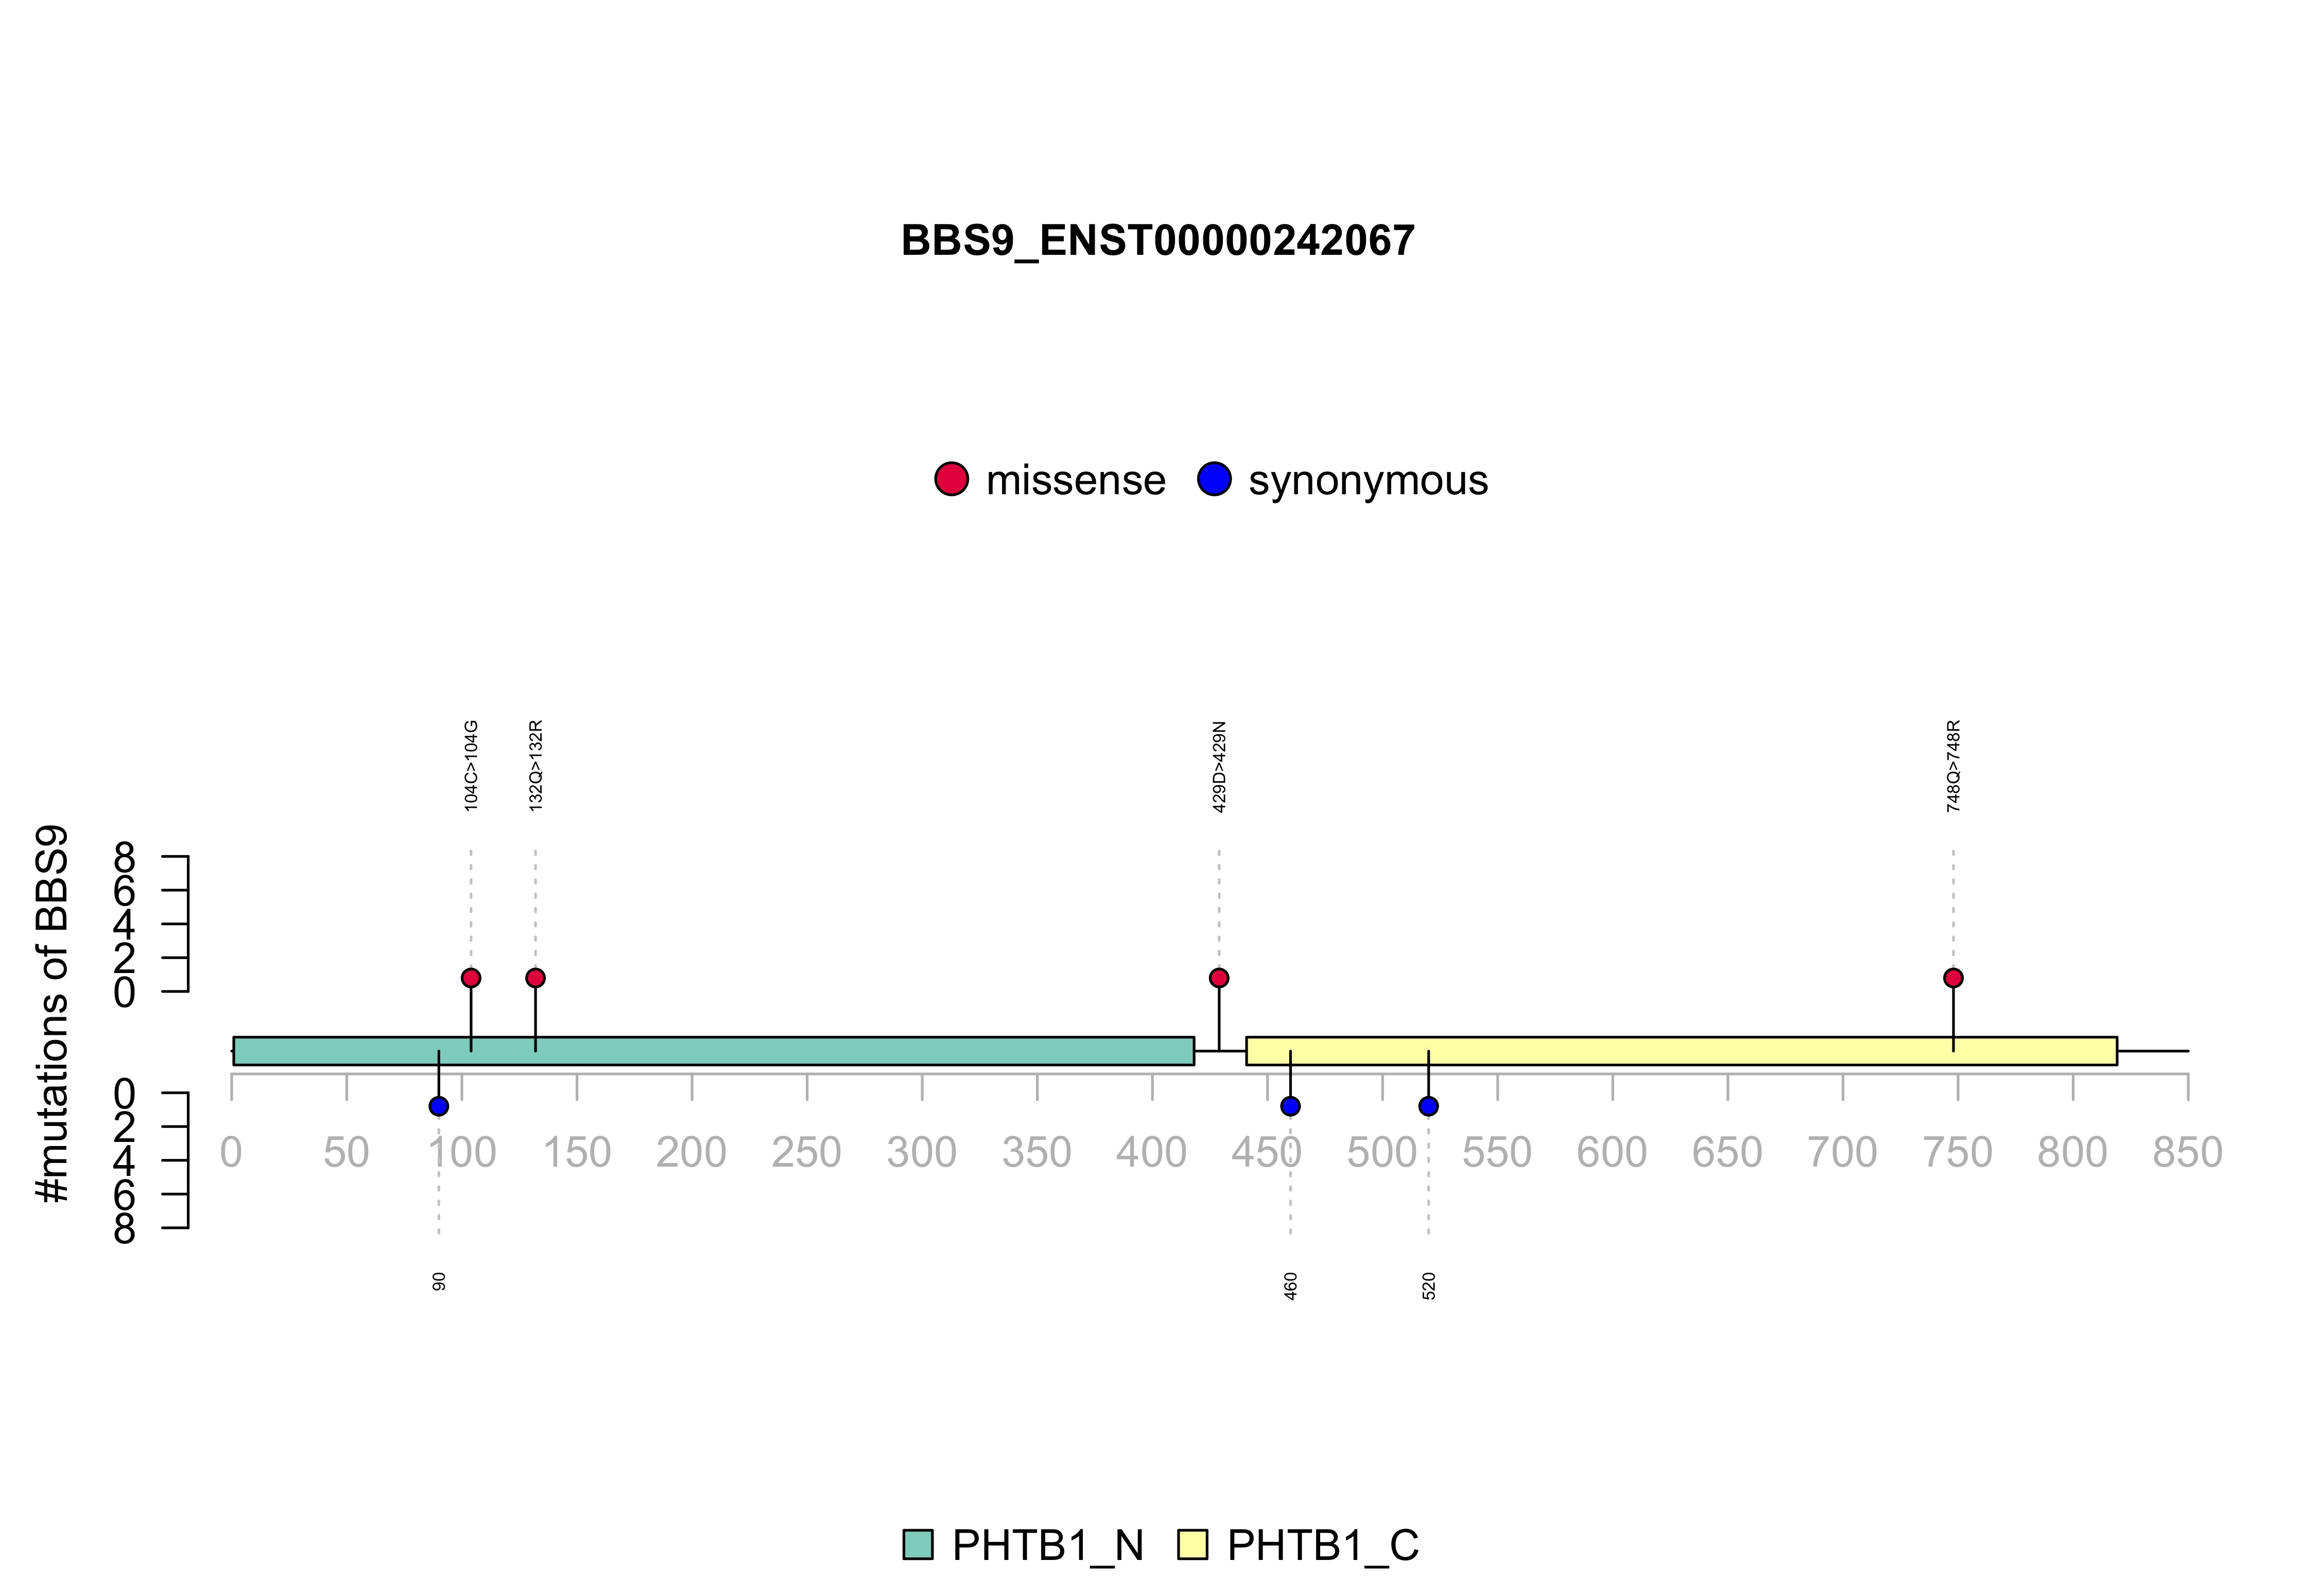 BBS9_ENST00000242067
missense synonymous
104C>104G
132Q>132R
429D>429N
748Q>748R
#mutations of BBS9
8
6
4
2
0
0
2
4
6
8
0 50 100 150 200 250 300 350 400 450 500 550 600 650 700 750 800 850
90
460
520
PHTB1_N PHTB1_C